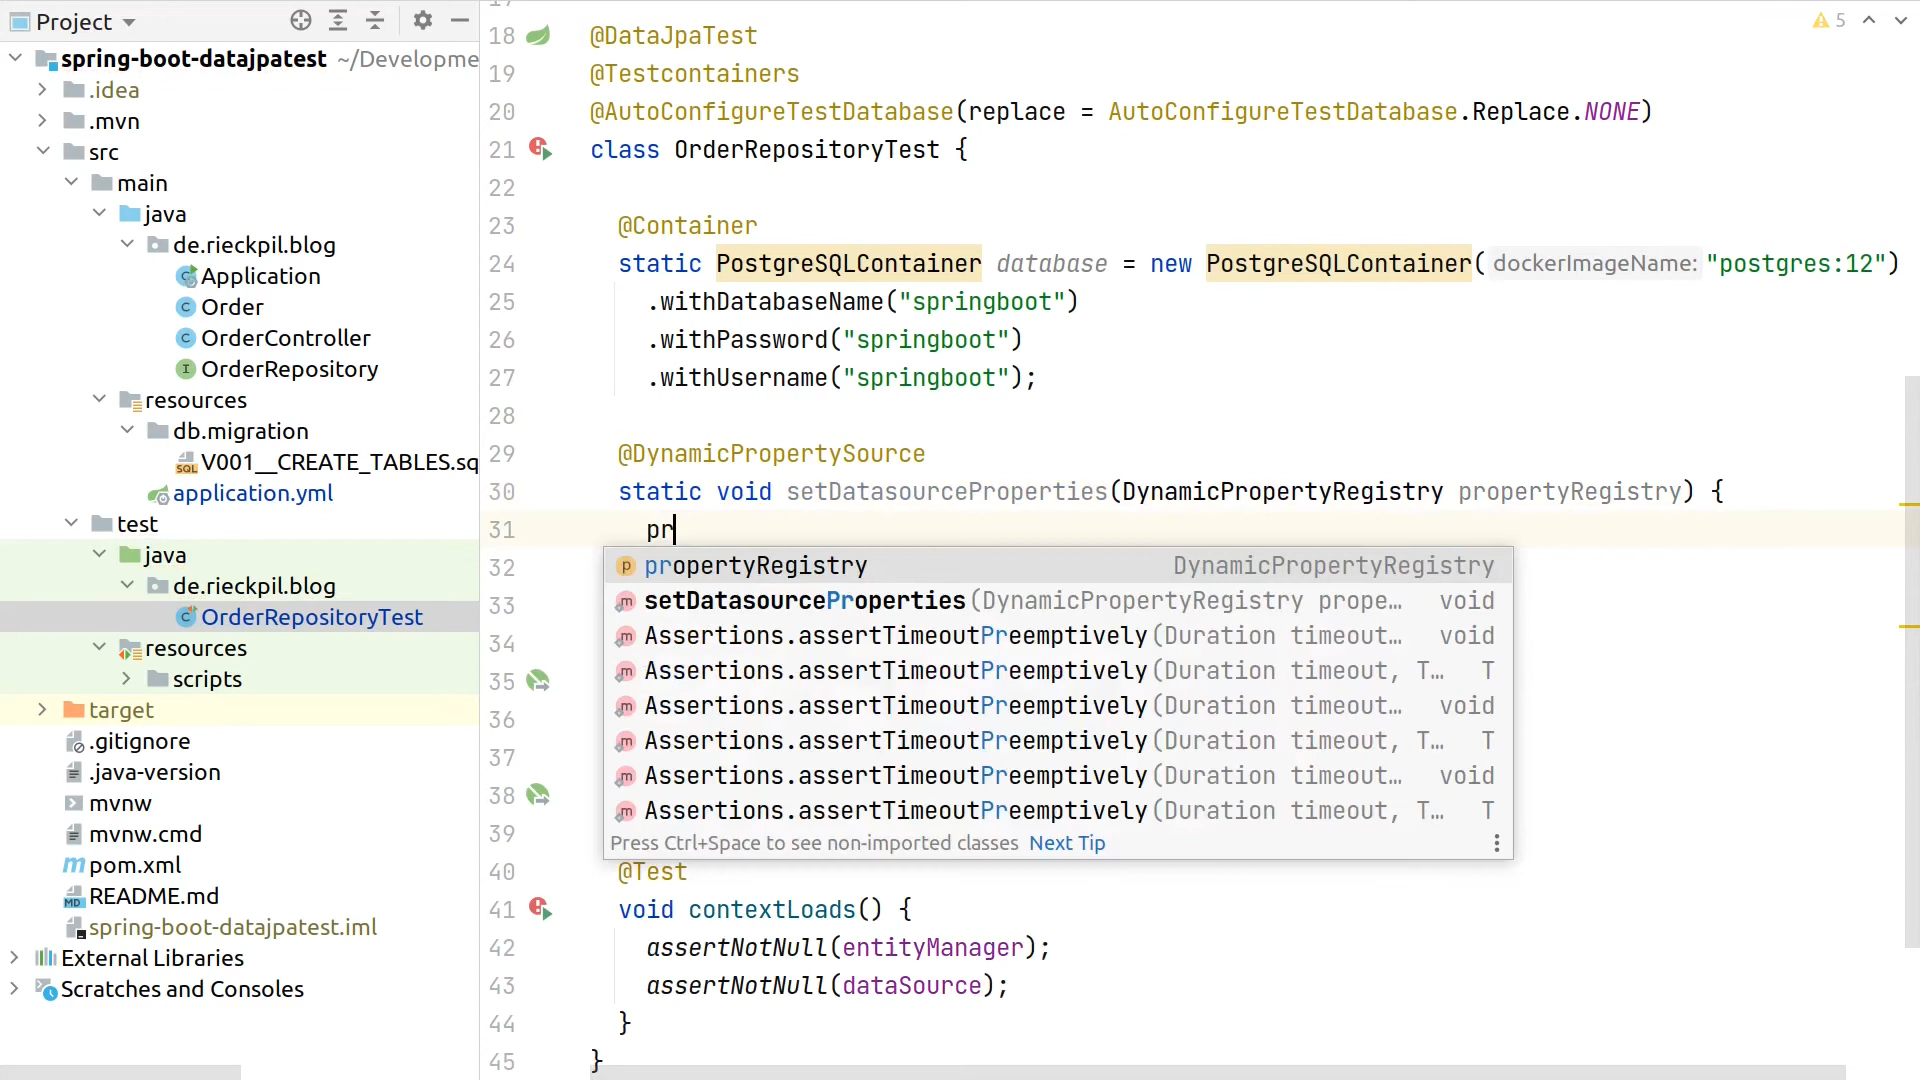 Project
spring-boot-datajpatest ~/Developme
.idea
.mvn
src
main
java
de.rieckpil.blog
Application
Order
OrderController
OrderRepository
resources
db.migration
V001__CREATE_TABLES.sq
application.yml
test
java
de.rieckpil.blog
OrderRepositoryTest
resources
scripts
target
.gitignore
.java-version
mvnw
mvnw.cmd
pom.xml
README.md
spring-boot-datajpatest.iml
External Libraries
Scratches and Consoles
5
17
18 @DataJpaTest
19 @Testcontainers
20 @AutoConfigureTestDatabase(replace = AutoConfigureTestDatabase.Replace.NONE)
21 class OrderRepositoryTest {
22
23 @Container
24 static PostgreSQLContainer database = new PostgreSQLContainer( dockerImageName: "postgres:12")
25 .withDatabaseName("springboot")
26 .withPassword("springboot")
27 .withUsername("springboot");
28
29 @DynamicPropertySource
30 static void setDatasourceProperties(DynamicPropertyRegistry propertyRegistry) {
31 pr
32
33
34
35
36
37
38
39
propertyRegistry DynamicPropertyRegistry
setDatasourceProperties(DynamicPropertyRegistry prope… void
Assertions.assertTimeoutPreemptively(Duration timeout… void
Assertions.assertTimeoutPreemptively(Duration timeout, T… T
Assertions.assertTimeoutPreemptively(Duration timeout… void
Assertions.assertTimeoutPreemptively(Duration timeout, T… T
Assertions.assertTimeoutPreemptively(Duration timeout… void
Assertions.assertTimeoutPreemptively(Duration timeout, T… T
Press Ctrl+Space to see non-imported classes Next Tip
40 @Test
41 void contextLoads() {
42 assertNotNull(entityManager);
43 assertNotNull(dataSource);
44 }
45 }